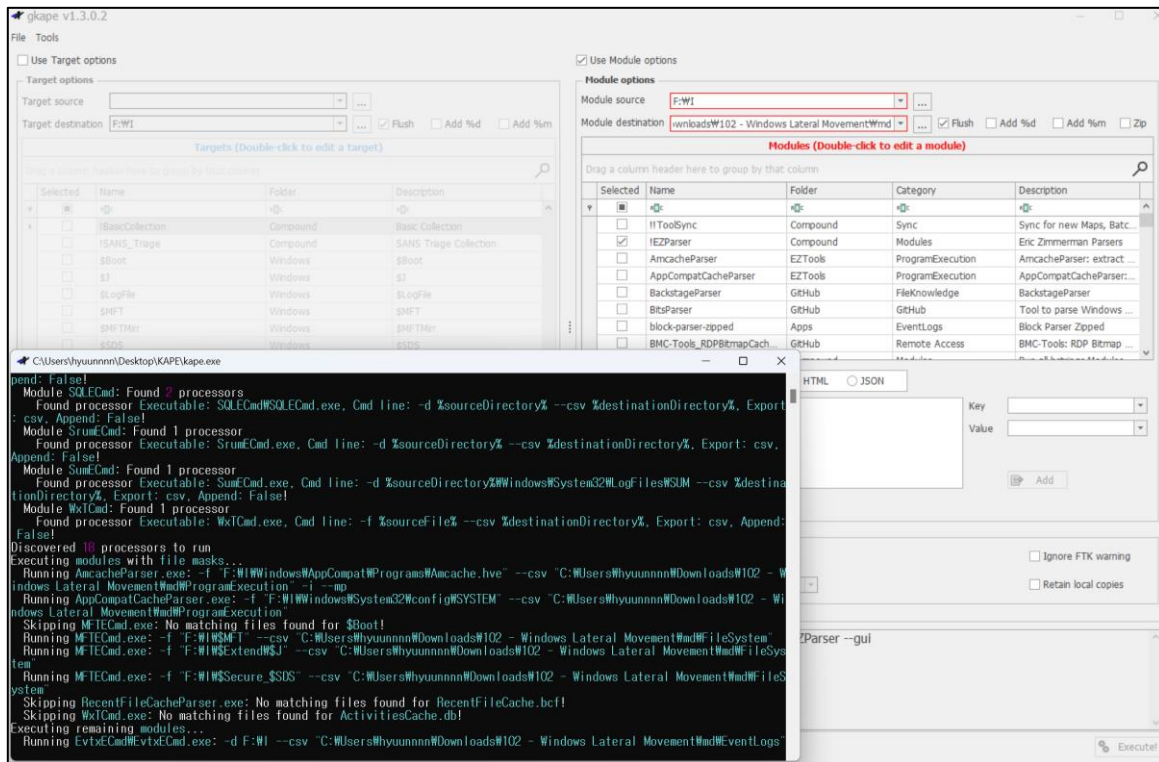 gkape v1.3.0.2
File Tools
Use Target options
Target options
Target source
Target destination F:₩I ... Flush Add %d Add %m
Targets (Double-click to edit a target)
Drag a column header here to group by that column
Selected Name Folder Description
!BasicCollection Compound Basic Collection
!SANS_Triage Compound SANS Triage Collection
$Boot Windows $Boot
$J Windows $J
$LogFile Windows $LogFile
$MFT Windows $MFT
$MFTMirr Windows $MFTMirr
$SDS Windows $SDS
Use Module options
Module options
Module source F:₩I ...
Module destination wnloads₩102 - Windows Lateral Movement₩md ... Flush Add %d Add %m Zip
Modules (Double-click to edit a module)
Drag a column header here to group by that column
Selected Name Folder Category Description
!!ToolSync Compound Sync Sync for new Maps, Batc...
!EZParser Compound Modules Eric Zimmerman Parsers
AmcacheParser EZTools ProgramExecution AmcacheParser: extract ...
AppCompatCacheParser EZTools ProgramExecution AppCompatCacheParser:...
BackstageParser GitHub FileKnowledge BackstageParser
BitsParser GitHub GitHub Tool to parse Windows ...
block-parser-zipped Apps EventLogs Block Parser Zipped
BMC-Tools_RDPBitmapCach... GitHub Remote Access BMC-Tools: RDP Bitmap ...
HTML JSON
Key
Value
Add
Ignore FTK warning
Retain local copies
ZParser --gui
Execute!
C:₩Users₩hyuunnnn₩Desktop₩KAPE₩kape.exe
pend: False!
Module SQLECmd: Found 2 processors
Found processor Executable: SQLECmd₩SQLECmd.exe, Cmd line: -d %sourceDirectory% --csv %destinationDirectory%, Export
: csv, Append: False!
Module SrumECmd: Found 1 processor
Found processor Executable: SrumECmd.exe, Cmd line: -d %sourceDirectory% --csv %destinationDirectory%, Export: csv,
Append: False!
Module SumECmd: Found 1 processor
Found processor Executable: SumECmd.exe, Cmd line: -d %sourceDirectory%₩Windows₩System32₩LogFiles₩SUM --csv %destina
tionDirectory%, Export: csv, Append: False!
Module WxTCmd: Found 1 processor
Found processor Executable: WxTCmd.exe, Cmd line: -f %sourceFile% --csv %destinationDirectory%, Export: csv, Append:
False!
Discovered 18 processors to run
Executing modules with file masks...
Running AmcacheParser.exe: -f "F:₩I₩Windows₩AppCompat₩Programs₩Amcache.hve" --csv "C:₩Users₩hyuunnnn₩Downloads₩102 - W
indows Lateral Movement₩md₩ProgramExecution" -i --mp
Running AppCompatCacheParser.exe: -f "F:₩I₩Windows₩System32₩config₩SYSTEM" --csv "C:₩Users₩hyuunnnn₩Downloads₩102 - Wi
ndows Lateral Movement₩md₩ProgramExecution"
Skipping MFTECmd.exe: No matching files found for $Boot!
Running MFTECmd.exe: -f "F:₩I₩$MFT" --csv "C:₩Users₩hyuunnnn₩Downloads₩102 - Windows Lateral Movement₩md₩FileSystem"
Running MFTECmd.exe: -f "F:₩I₩$Extend₩$J" --csv "C:₩Users₩hyuunnnn₩Downloads₩102 - Windows Lateral Movement₩md₩FileSys
tem"
Running MFTECmd.exe: -f "F:₩I₩$Secure_$SDS" --csv "C:₩Users₩hyuunnnn₩Downloads₩102 - Windows Lateral Movement₩md₩FileS
ystem"
Skipping RecentFileCacheParser.exe: No matching files found for RecentFileCache.bcf!
Skipping WxTCmd.exe: No matching files found for ActivitiesCache.db!
Executing remaining modules...
Running EvtxECmd₩EvtxECmd.exe: -d F:₩I --csv "C:₩Users₩hyuunnnn₩Downloads₩102 - Windows Lateral Movement₩md₩EventLogs"